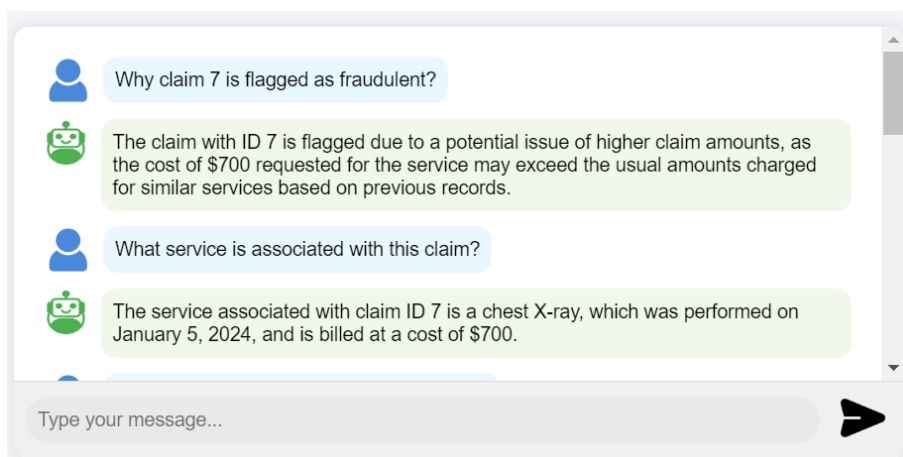 Why claim 7 is flagged as fraudulent?
The claim with ID 7 is flagged due to a potential issue of higher claim amounts, as
the cost of $700 requested for the service may exceed the usual amounts charged
for similar services based on previous records.
What service is associated with this claim?
The service associated with claim ID 7 is a chest X-ray, which was performed on
January 5, 2024, and is billed at a cost of $700.
Type your message...